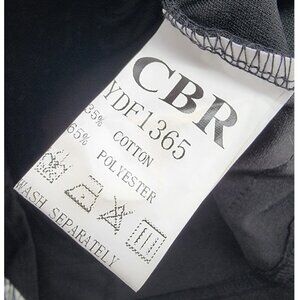 CBR
YDF1365
35% COTTON
65% POLYESTER
WASH SEPARATELY